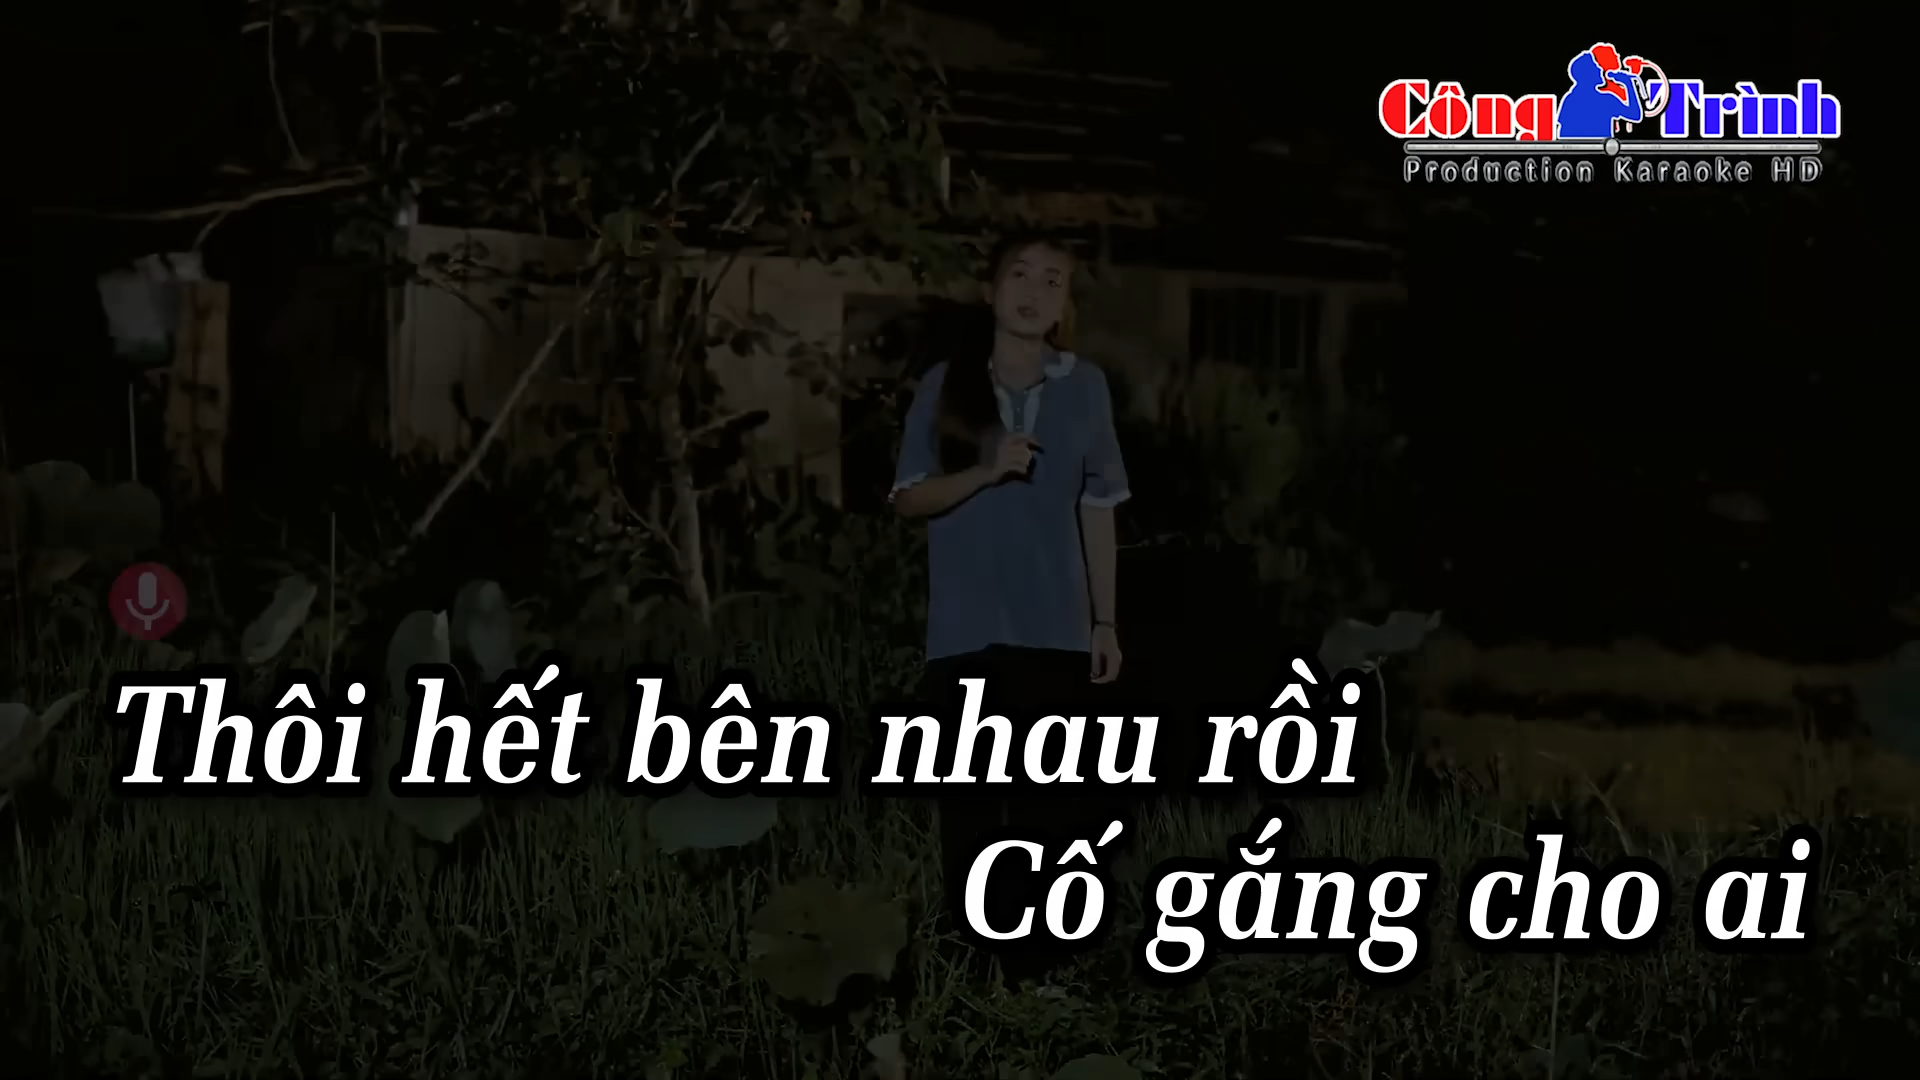 Công Trình
Production Karaoke HD
Thôi hết bên nhau rồi
Cố gắng cho ai